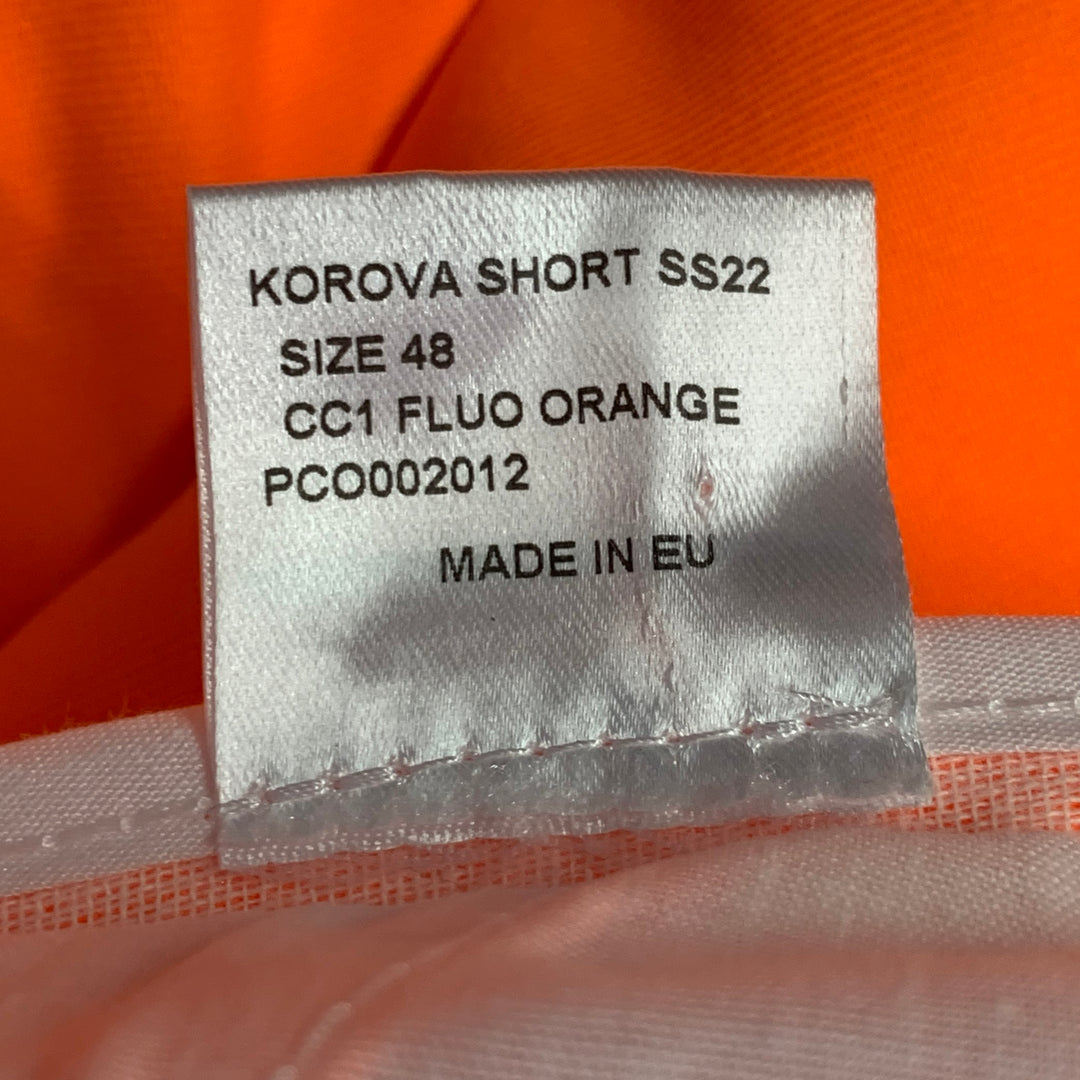 KOROVA SHORT SS22
SIZE 48
CC1 FLUO ORANGE
PCO002012
MADE IN EU